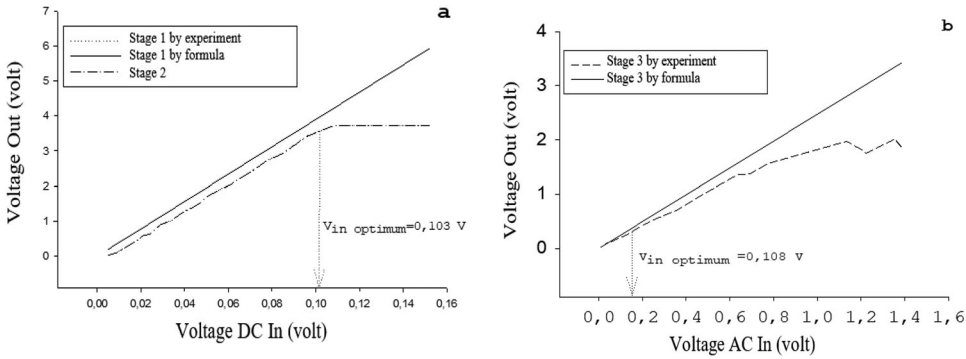 a
7
6
5
4
3
2
1
0
Voltage Out (volt)
Stage 1 by experiment
Stage 1 by formula
Stage 2
Vin optimum=0,103 V
0,00 0,02 0,04 0,06 0,08 0,10 0,12 0,14 0,16
Voltage DC In (volt)
b
4
3
2
1
0
Voltage Out (volt)
Stage 3 by experiment
Stage 3 by formula
Vin optimum =0,108 V
0,0 0,2 0,4 0,6 0,8 1,0 1,2 1,4 1,6
Voltage AC In (volt)